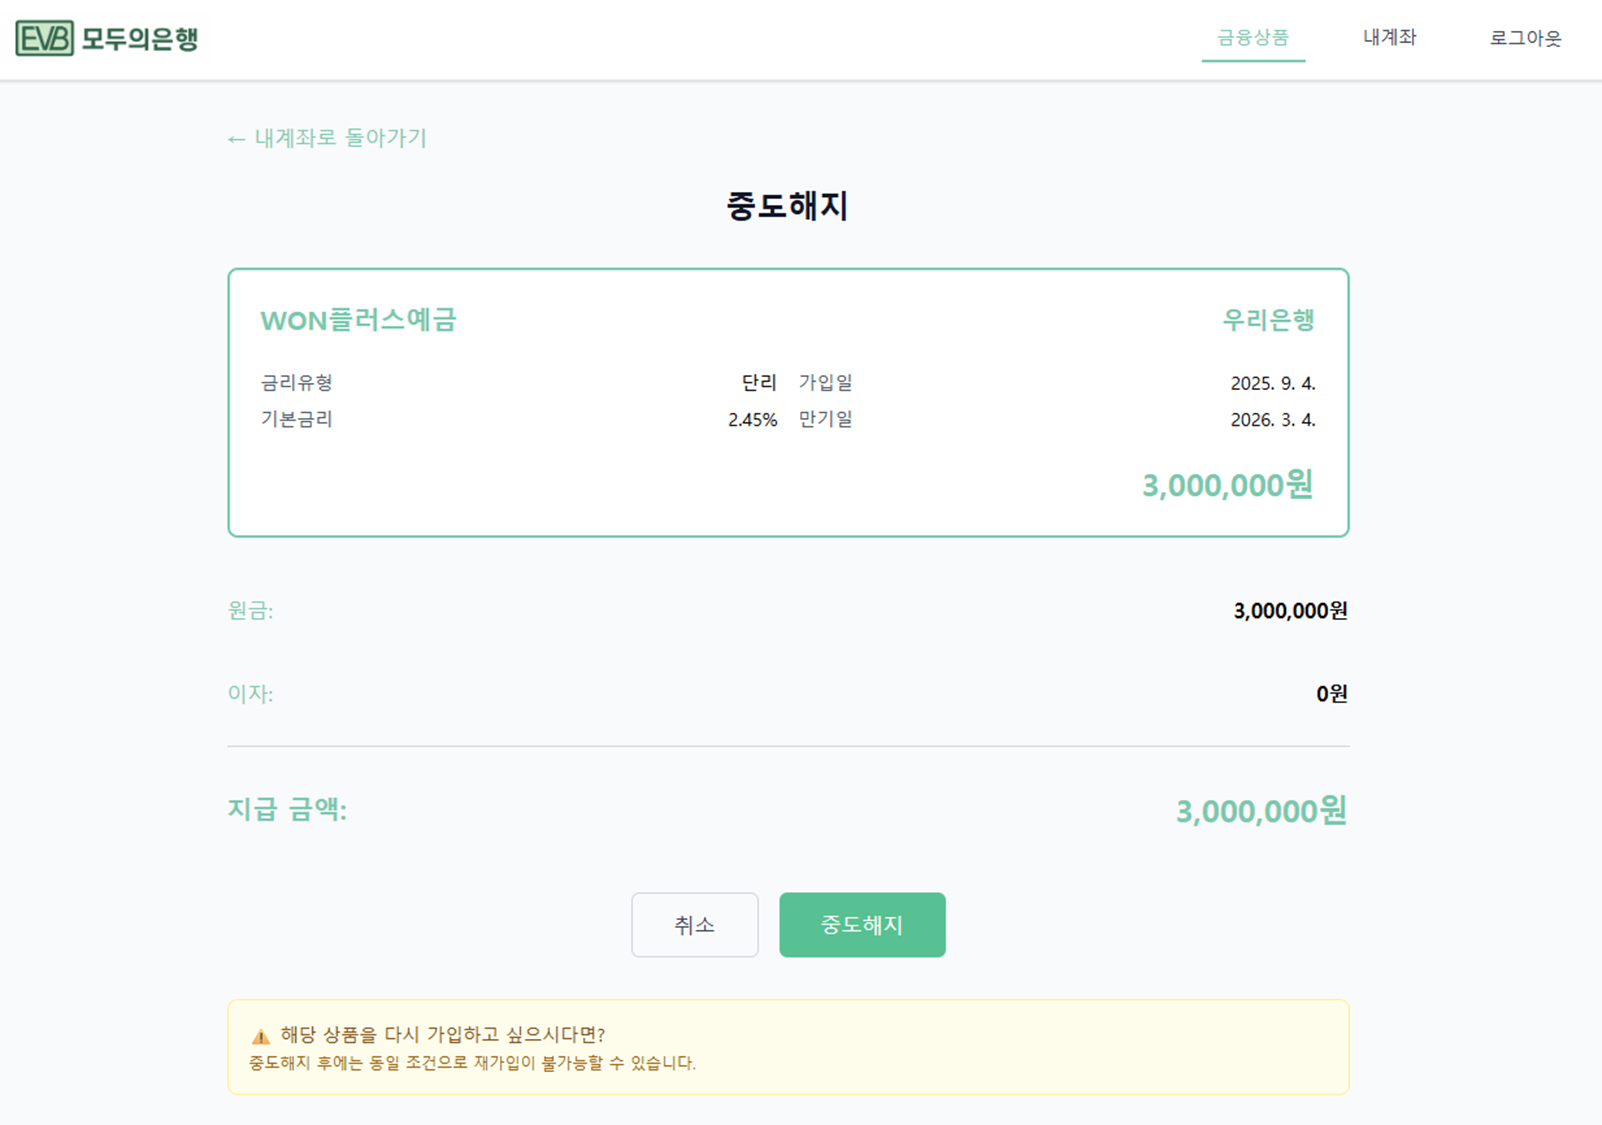 EVB 모두의은행
금융상품 내계좌 로그아웃
← 내계좌로 돌아가기
중도해지
WON플러스예금 우리은행
금리유형 단리 가입일 2025. 9. 4.
기본금리 2.45% 만기일 2026. 3. 4.
3,000,000원
원금: 3,000,000원
이자: 0원
지급 금액: 3,000,000원
취소 중도해지
⚠ 해당 상품을 다시 가입하고 싶으시다면?
중도해지 후에는 동일 조건으로 재가입이 불가능할 수 있습니다.